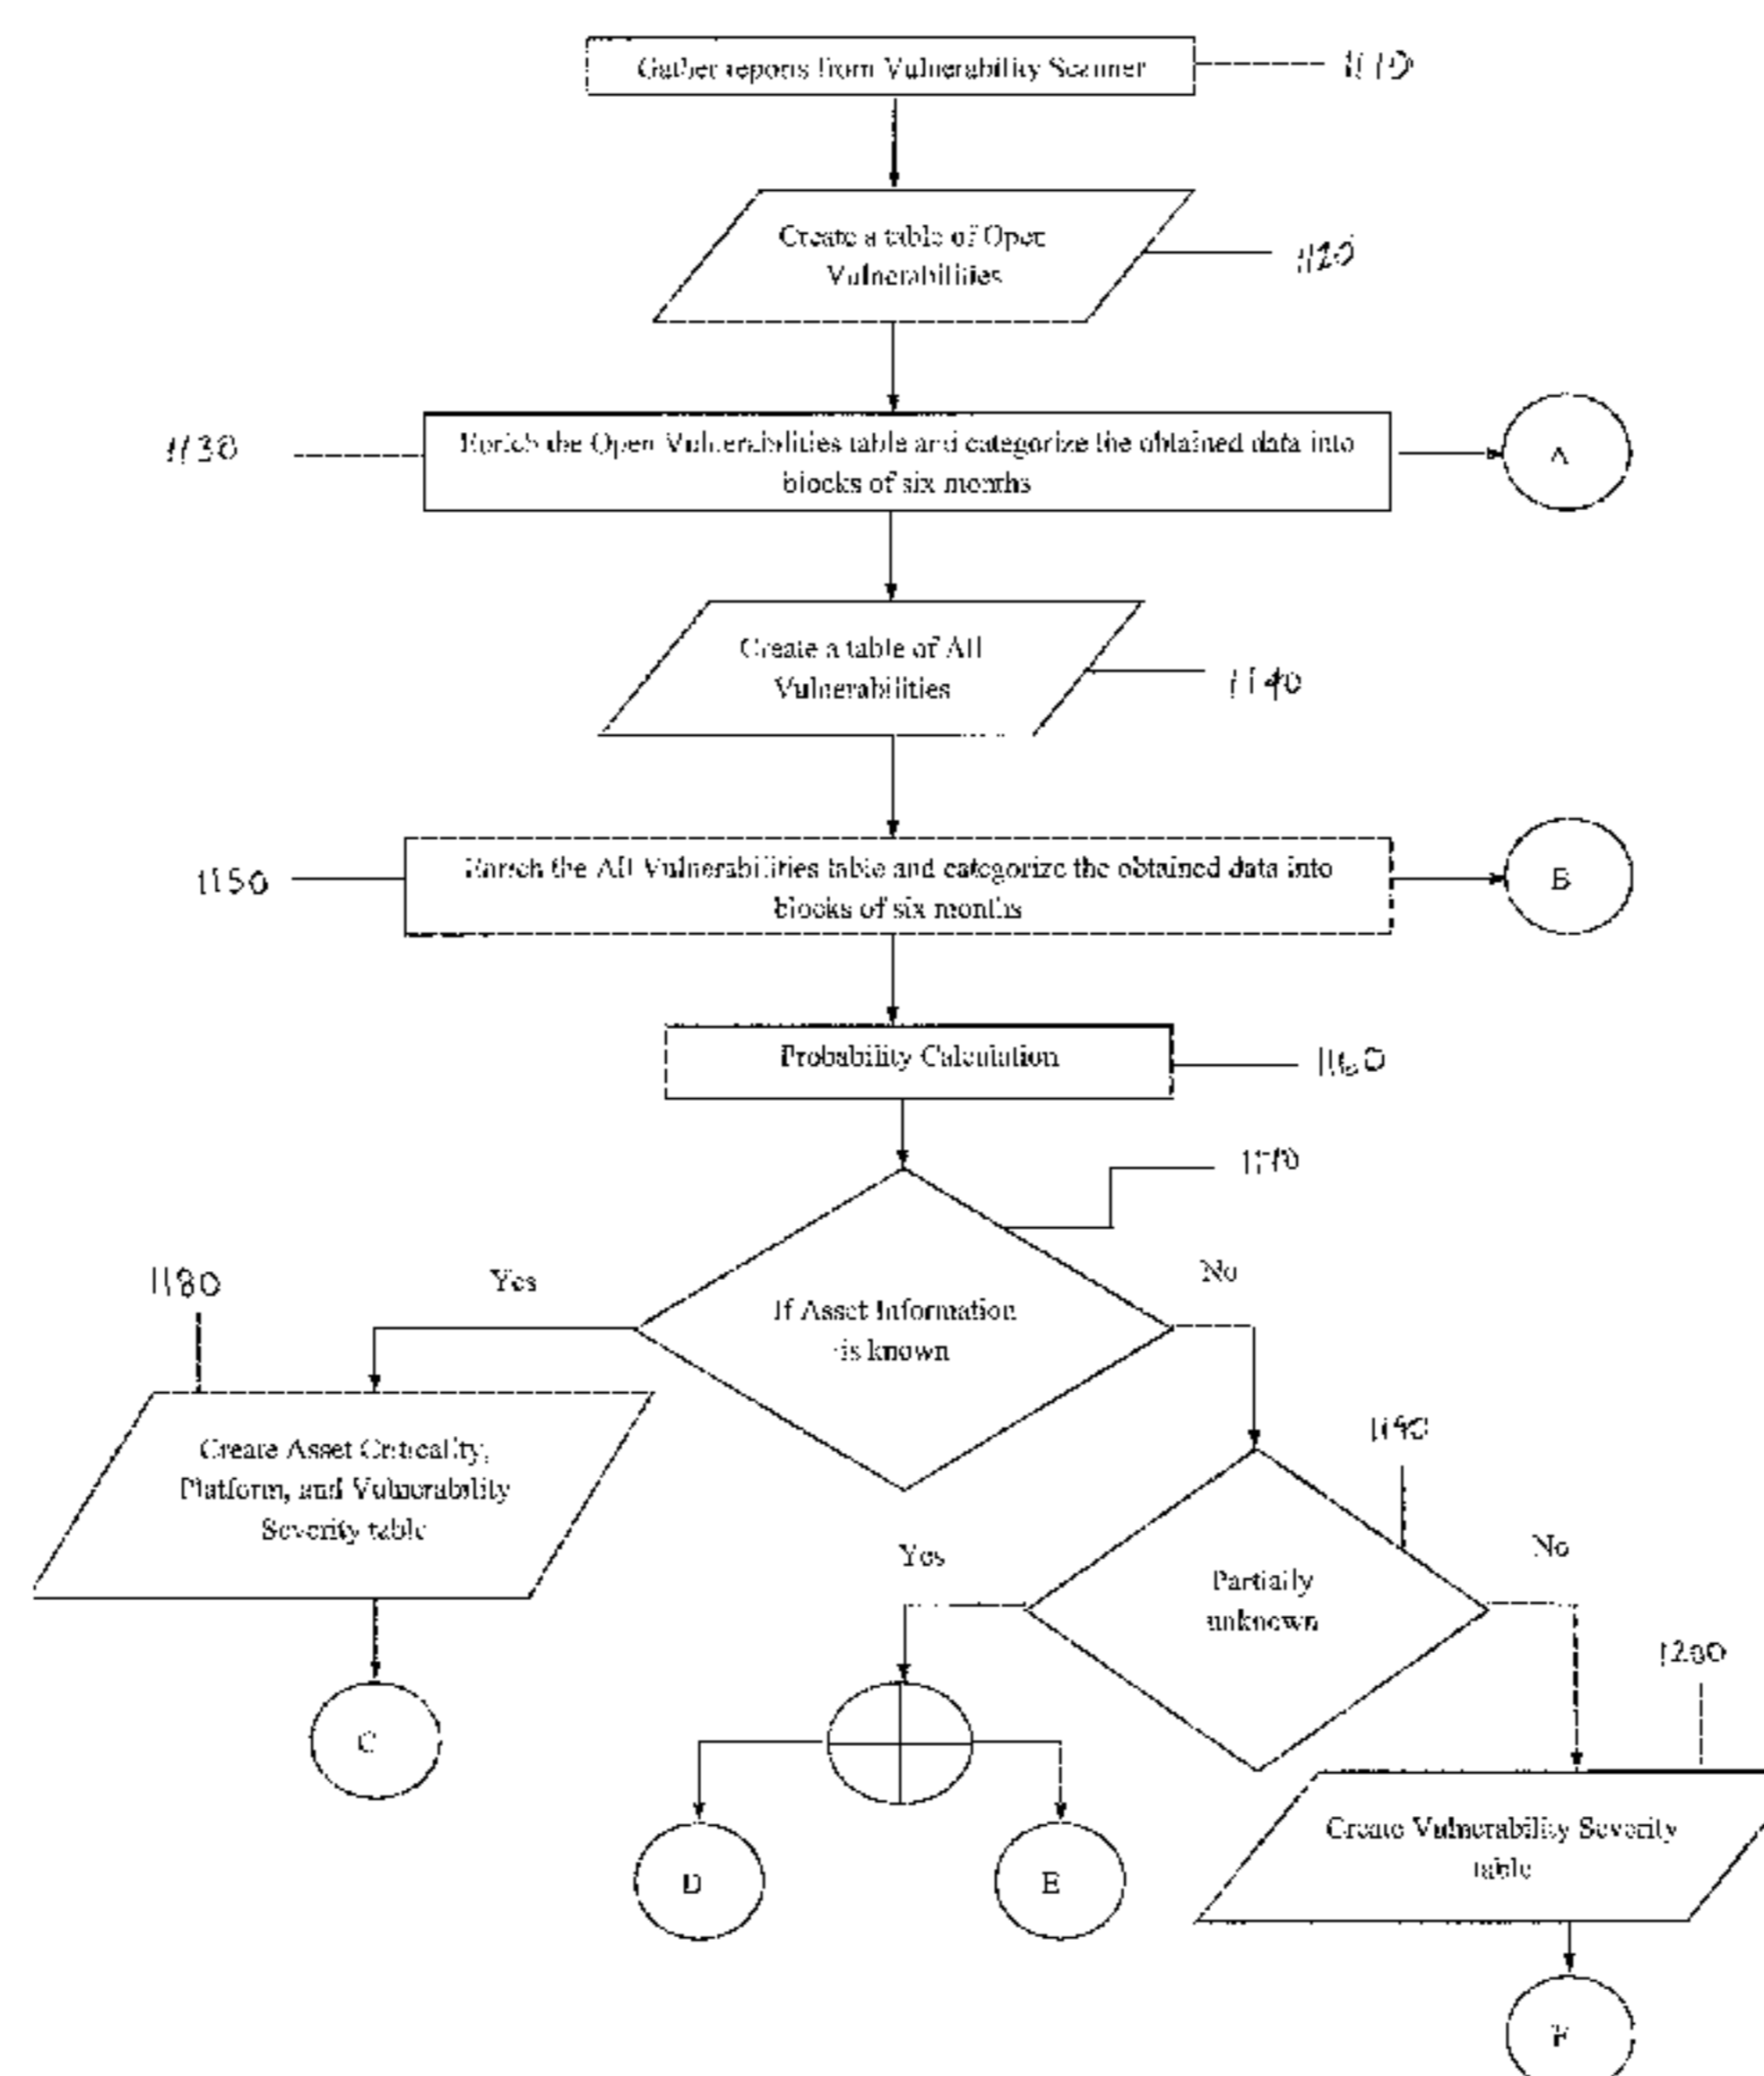 Gather reports from Vulnerability Scanner
1110
Create a table of Open
Vulnerabilities
1120
1130
Enrich the Open Vulnerabilities table and categorize the obtained data into
blocks of six months
A
Create a table of All
Vulnerabilities
1140
1150
Enrich the All Vulnerabilities table and categorize the obtained data into
blocks of six months
B
Probability Calculation
1160
1170
1180
Yes
No
If Asset Information
is known
1190
Create Asset Criticality,
Platform, and Vulnerability
Severity table
Yes
No
Partially
unknown
1200
C
Create Vulnerability Severity
table
D
E
F